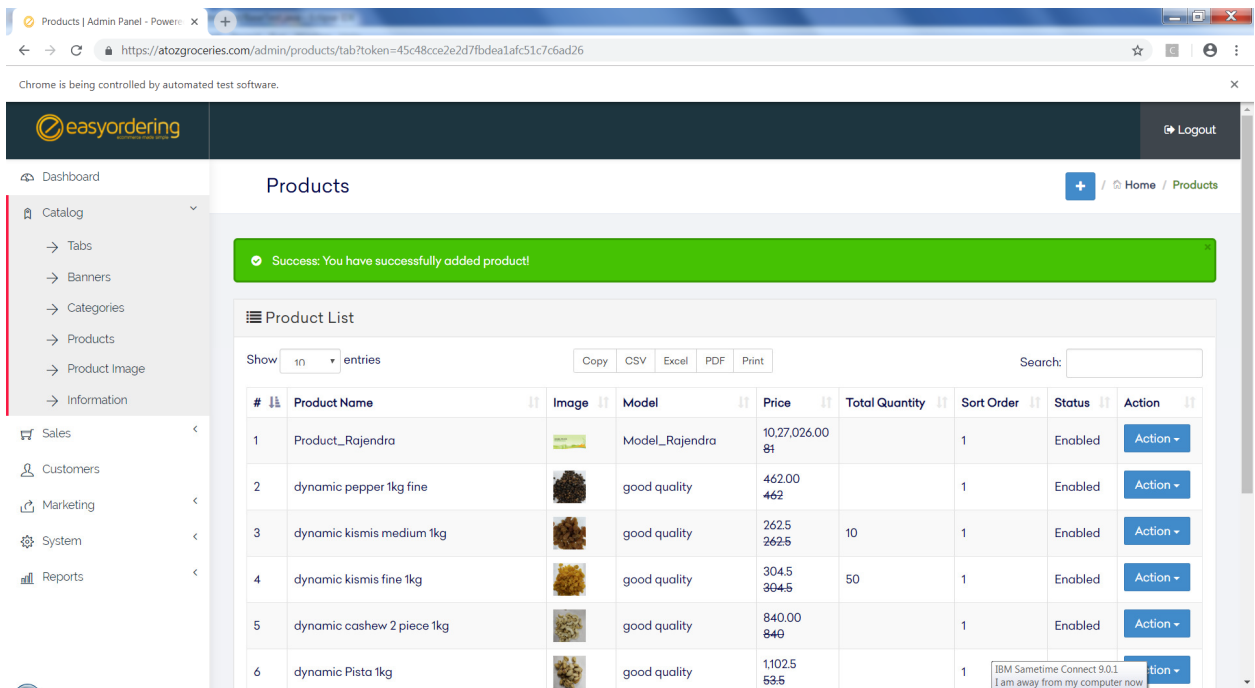 Products | Admin Panel - Powere
https://atozgroceries.com/admin/products/tab?token=45c48cce2e2d7fbdea1afc51c7c6ad26
Chrome is being controlled by automated test software.
easyordering
ecommerce made simple
Logout
Dashboard
Products
/ Home / Products
Catalog
Tabs
Banners
Categories
Products
Product Image
Information
Sales
Customers
Marketing
System
Reports
Success: You have successfully added product!
Product List
Show 10 entries
Copy CSV Excel PDF Print
Search:
# Product Name Image Model Price Total Quantity Sort Order Status Action
1 Product_Rajendra Model_Rajendra 10,27,026.00 1 Enabled Action
81
2 dynamic pepper 1kg fine good quality 462.00 1 Enabled Action
462
3 dynamic kismis medium 1kg good quality 262.5 10 1 Enabled Action
262.5
4 dynamic kismis fine 1kg good quality 304.5 50 1 Enabled Action
304.5
5 dynamic cashew 2 piece 1kg good quality 840.00 1 Enabled Action
840
6 dynamic Pista 1kg good quality 1,102.5 1
53.5
IBM Sametime Connect 9.0.1
I am away from my computer now